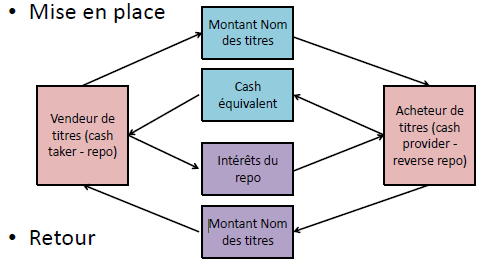 • Mise en place
Montant Nom
des titres
Cash
équivalent
Vendeur de
titres (cash
taker - repo)
Acheteur de
titres (cash
provider -
reverse repo)
Intérêts du
repo
Montant Nom
des titres
• Retour